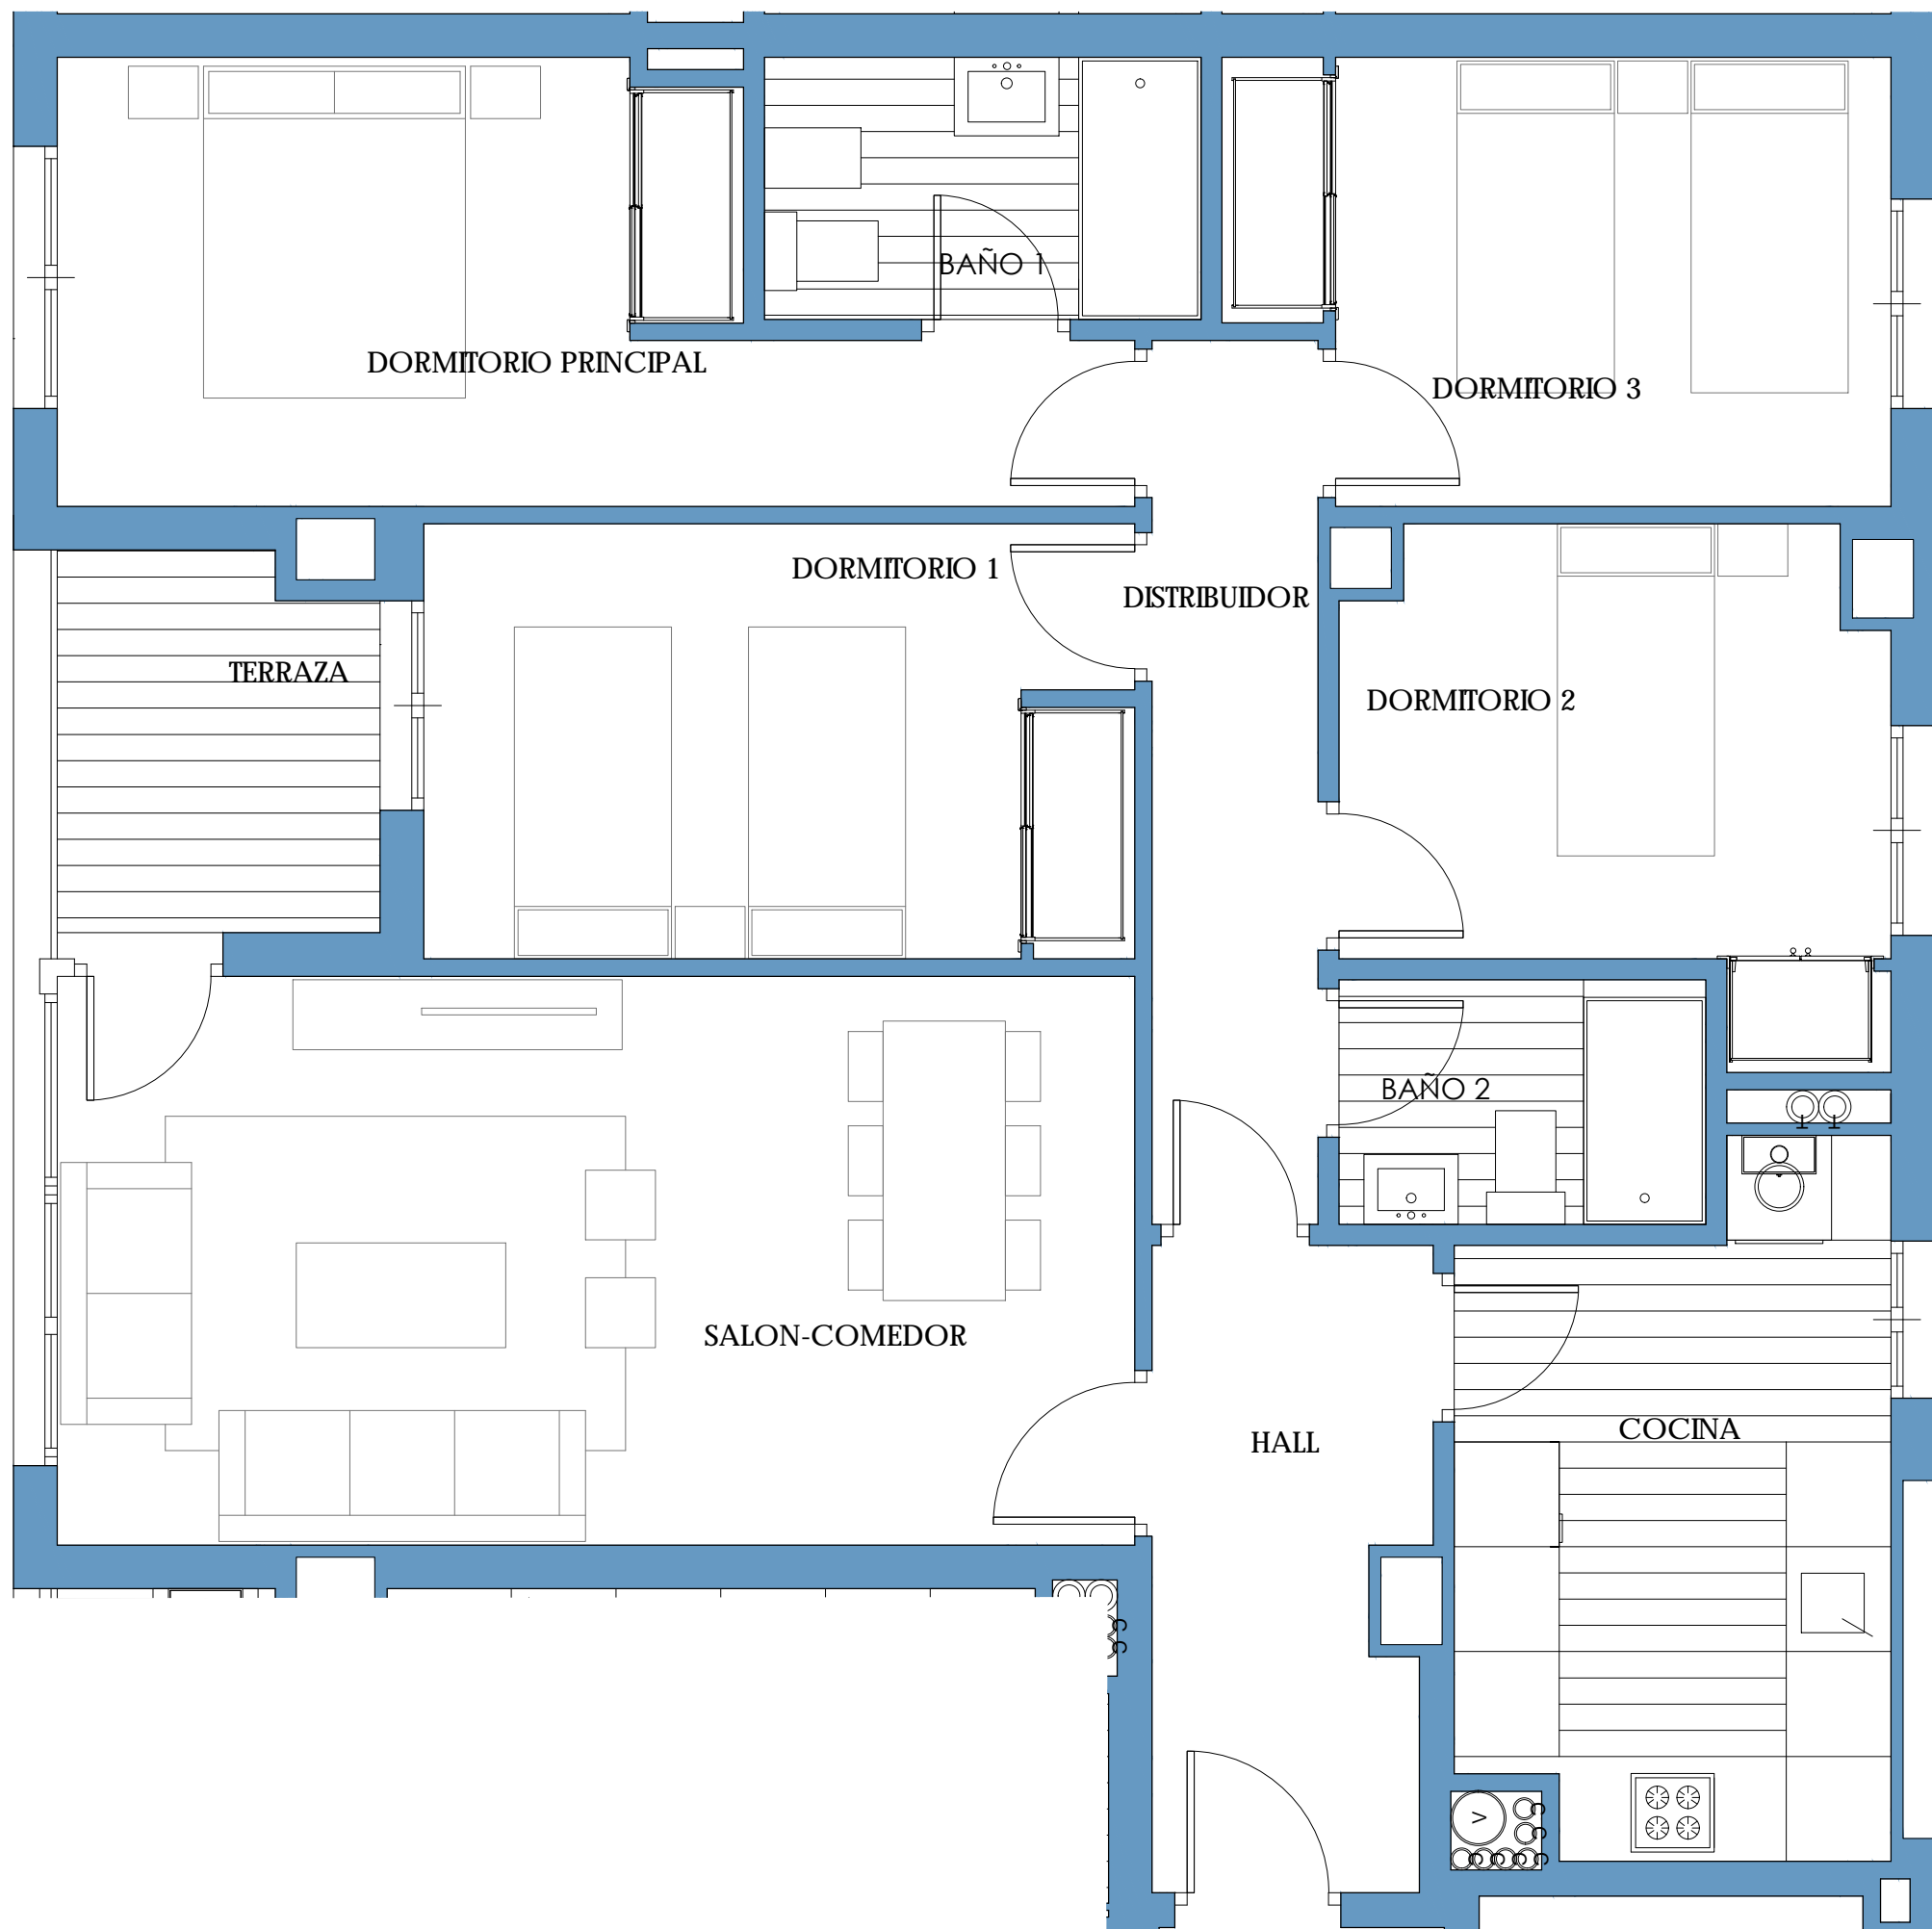 BAÑO 1
DORMITORIO PRINCIPAL
DORMITORIO 3
DORMITORIO 1
DISTRIBUIDOR
TERRAZA
DORMITORIO 2
BAÑO 2
SALON-COMEDOR
COCINA
HALL
C
C
V
C
C
C
C
C
C